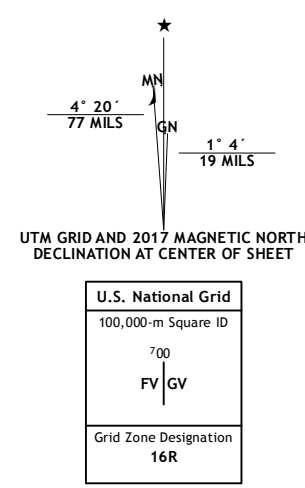 ★
MN
4° 20´
77 MILS
GN
1° 4´
19 MILS
UTM GRID AND 2017 MAGNETIC NORTH
DECLINATION AT CENTER OF SHEET
U.S. National Grid
100,000-m Square ID
⁷00
FV GV
Grid Zone Designation
16R